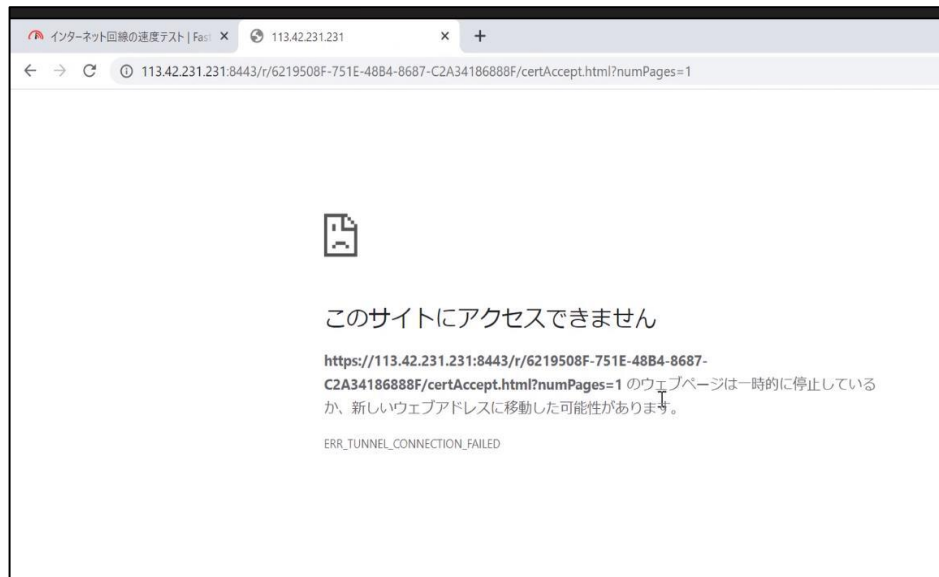 インターネット回線の速度テスト | Fas
113.42.231.231
113.42.231.231:8443/r/6219508F-751E-48B4-8687-C2A34186888F/certAccept.html?numPages=1
このサイトにアクセスできません
https://113.42.231.231:8443/r/6219508F-751E-48B4-8687-
C2A34186888F/certAccept.html?numPages=1 のウェブページは一時的に停止している
か、新しいウェブアドレスに移動した可能性があります。
ERR_TUNNEL_CONNECTION_FAILED